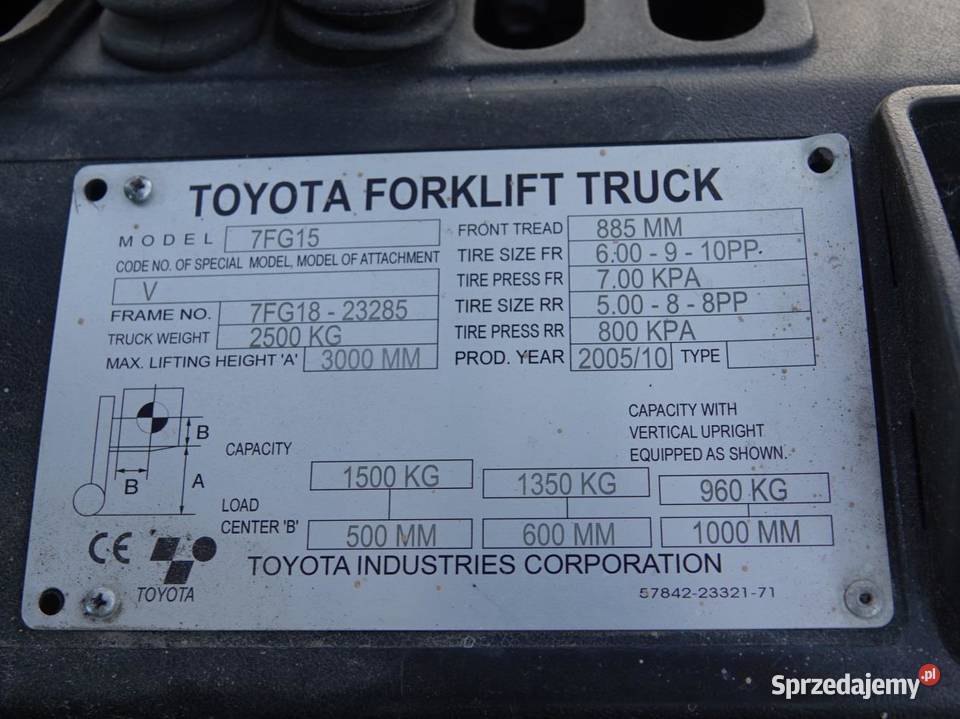 TOYOTA FORKLIFT TRUCK
MODEL 7FG15
CODE NO. OF SPECIAL MODEL, MODEL OF ATTACHMENT
V
FRAME NO. 7FG18 - 23285
TRUCK WEIGHT 2500 KG
MAX. LIFTING HEIGHT 'A' 3000 MM
FRONT TREAD 885 MM
TIRE SIZE FR 6.00 - 9 - 10PP.
TIRE PRESS FR 7.00 KPA
TIRE SIZE RR 5.00 - 8 - 8PP
TIRE PRESS RR 800 KPA
PROD. YEAR 2005/10 TYPE
B
B
A
CAPACITY WITH
VERTICAL UPRIGHT
EQUIPPED AS SHOWN.
CAPACITY 1500 KG 1350 KG 960 KG
LOAD
CENTER 'B' 500 MM 600 MM 1000 MM
CE
TOYOTA
TOYOTA INDUSTRIES CORPORATION
57842-23321-71
Sprzedajemy.pl